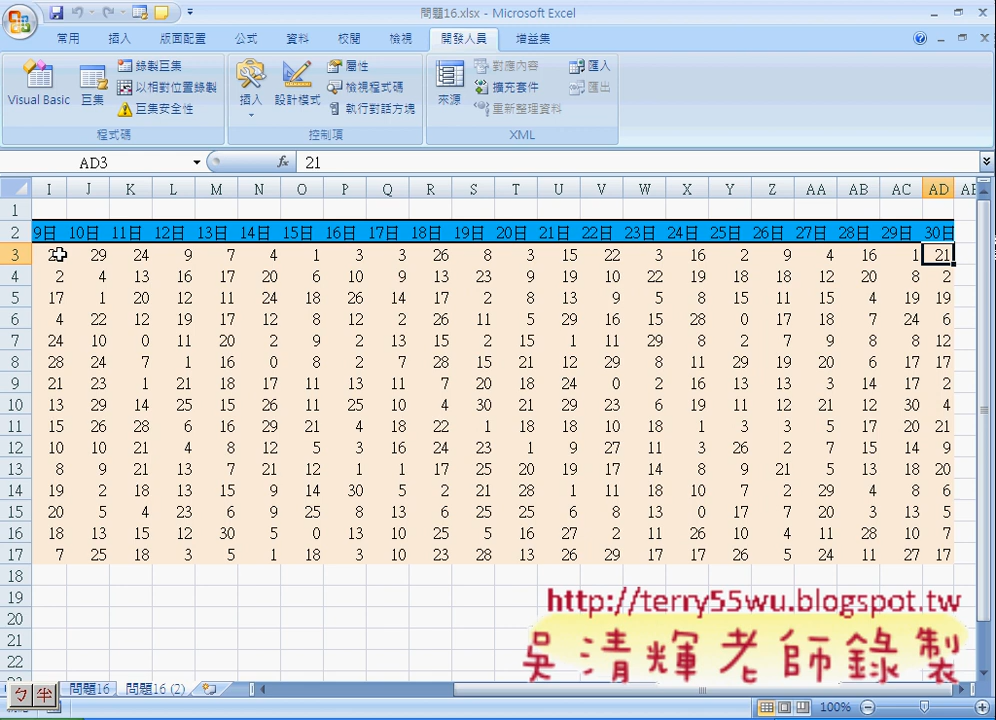 問題16.xlsx - Microsoft Excel
常用 插入 版面配置 公式 資料 校閱 檢視 開發人員 增益集
Visual Basic 巨集 錄製巨集 以相對位置錄製 巨集安全性 程式碼
插入 設計模式 屬性 檢視程式碼 執行對話方塊 控制項
來源 對應內容 擴充套件 重新整理資料 匯入 匯出 XML
AD3 fx 21
I J K L M N O P Q R S T U V W X Y Z AA AB AC AD
1
2 9日 10日 11日 12日 13日 14日 15日 16日 17日 18日 19日 20日 21日 22日 23日 24日 25日 26日 27日 28日 29日 30日
3 29 24 9 7 4 1 3 3 26 8 3 15 22 3 16 2 9 4 16 1 21
4 2 4 13 16 17 20 6 10 9 13 23 9 19 10 22 19 18 18 12 20 8 2
5 17 1 20 12 11 24 18 26 14 17 2 8 13 9 5 8 15 11 15 4 19 19
6 4 22 12 19 17 12 8 12 2 26 11 5 29 16 15 28 0 17 18 7 24 6
7 24 10 0 11 20 2 9 2 13 15 2 15 1 11 29 8 2 7 9 8 8 12
8 28 24 7 1 16 0 8 2 7 28 15 21 12 29 8 11 29 19 20 6 17 17
9 21 23 1 21 18 17 11 13 11 7 20 18 24 0 2 16 13 13 3 14 17 2
10 13 29 14 25 15 26 11 25 10 4 30 21 29 23 6 19 11 12 21 12 30 4
11 15 26 28 6 16 29 21 4 18 22 1 18 18 10 18 1 3 3 5 17 20 21
12 10 10 21 4 8 12 5 3 16 24 23 1 9 27 11 3 26 2 7 15 14 9
13 8 9 21 13 7 21 12 1 1 17 25 20 19 17 14 8 9 21 5 13 18 20
14 19 2 18 13 15 9 14 30 5 2 21 28 1 11 18 10 7 2 29 4 8 6
15 20 5 4 23 6 9 25 8 13 6 25 25 6 8 13 0 17 7 20 3 13 5
16 18 13 15 12 30 5 0 13 10 25 5 16 27 2 11 26 10 4 11 28 10 7
17 7 25 18 3 5 1 18 3 10 23 28 13 26 29 17 17 26 5 24 11 27 17
18
19
20
21
22
http://terry55wu.blogspot.tw
吳清輝老師錄製
ㄅ 半 問題16 問題16 (2)
100%